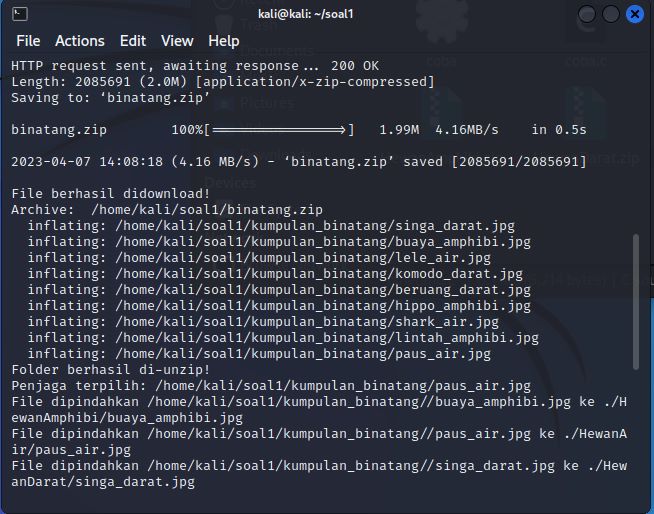 kali@kali: ~/soal1
File Actions Edit View Help
HTTP request sent, awaiting response... 200 OK
Length: 2085691 (2.0M) [application/x-zip-compressed]
Saving to: ‘binatang.zip’
binatang.zip 100%[===================>] 1.99M 4.16MB/s in 0.5s
2023-04-07 14:08:18 (4.16 MB/s) - ‘binatang.zip’ saved [2085691/2085691]
File berhasil didownload!
Archive: /home/kali/soal1/binatang.zip
inflating: /home/kali/soal1/kumpulan_binatang/singa_darat.jpg
inflating: /home/kali/soal1/kumpulan_binatang/buaya_amphibi.jpg
inflating: /home/kali/soal1/kumpulan_binatang/lele_air.jpg
inflating: /home/kali/soal1/kumpulan_binatang/komodo_darat.jpg
inflating: /home/kali/soal1/kumpulan_binatang/beruang_darat.jpg
inflating: /home/kali/soal1/kumpulan_binatang/hippo_amphibi.jpg
inflating: /home/kali/soal1/kumpulan_binatang/shark_air.jpg
inflating: /home/kali/soal1/kumpulan_binatang/lintah_amphibi.jpg
inflating: /home/kali/soal1/kumpulan_binatang/paus_air.jpg
Folder berhasil di-unzip!
Penjaga terpilih: /home/kali/soal1/kumpulan_binatang/paus_air.jpg
File dipindahkan /home/kali/soal1/kumpulan_binatang//buaya_amphibi.jpg ke ./H
ewanAmphibi/buaya_amphibi.jpg
File dipindahkan /home/kali/soal1/kumpulan_binatang//paus_air.jpg ke ./HewanA
ir/paus_air.jpg
File dipindahkan /home/kali/soal1/kumpulan_binatang//singa_darat.jpg ke ./Hew
anDarat/singa_darat.jpg